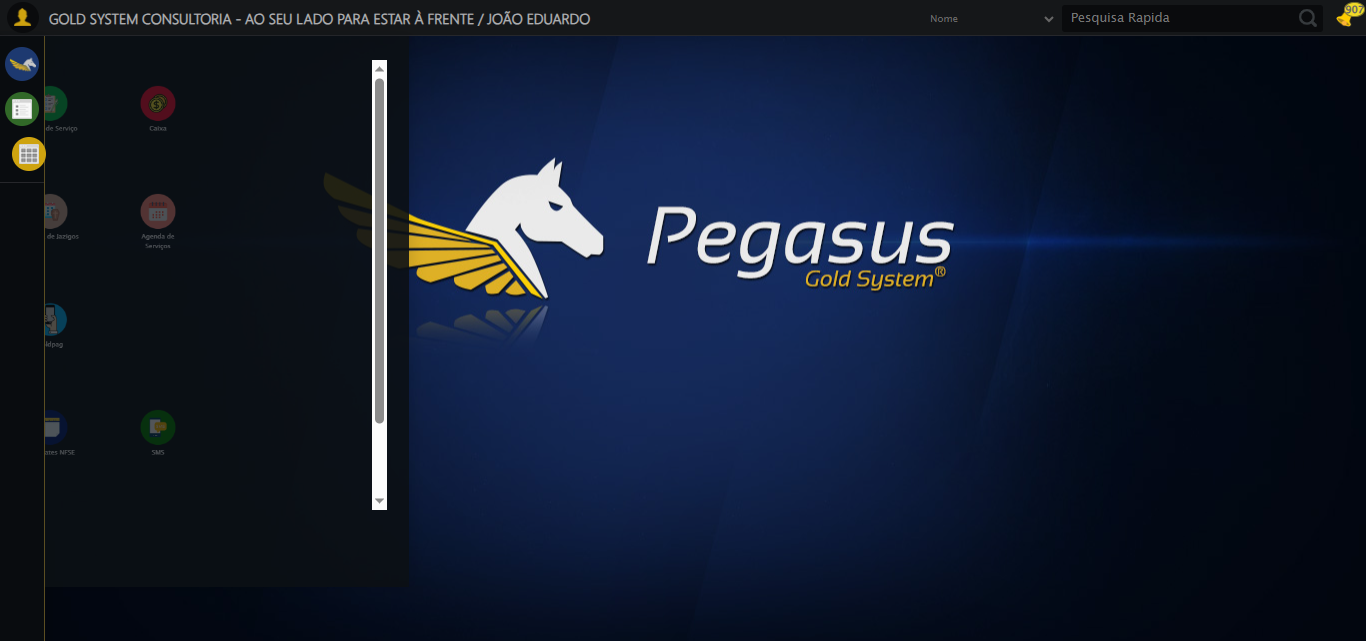 GOLD SYSTEM CONSULTORIA - AO SEU LADO PARA ESTAR À FRENTE / JOÃO EDUARDO
Nome
Pesquisa Rapida
907
de Serviço
Caixa
de Jazigos
Agenda de
Serviços
SMS
NFSE
Pegasus
Gold System®